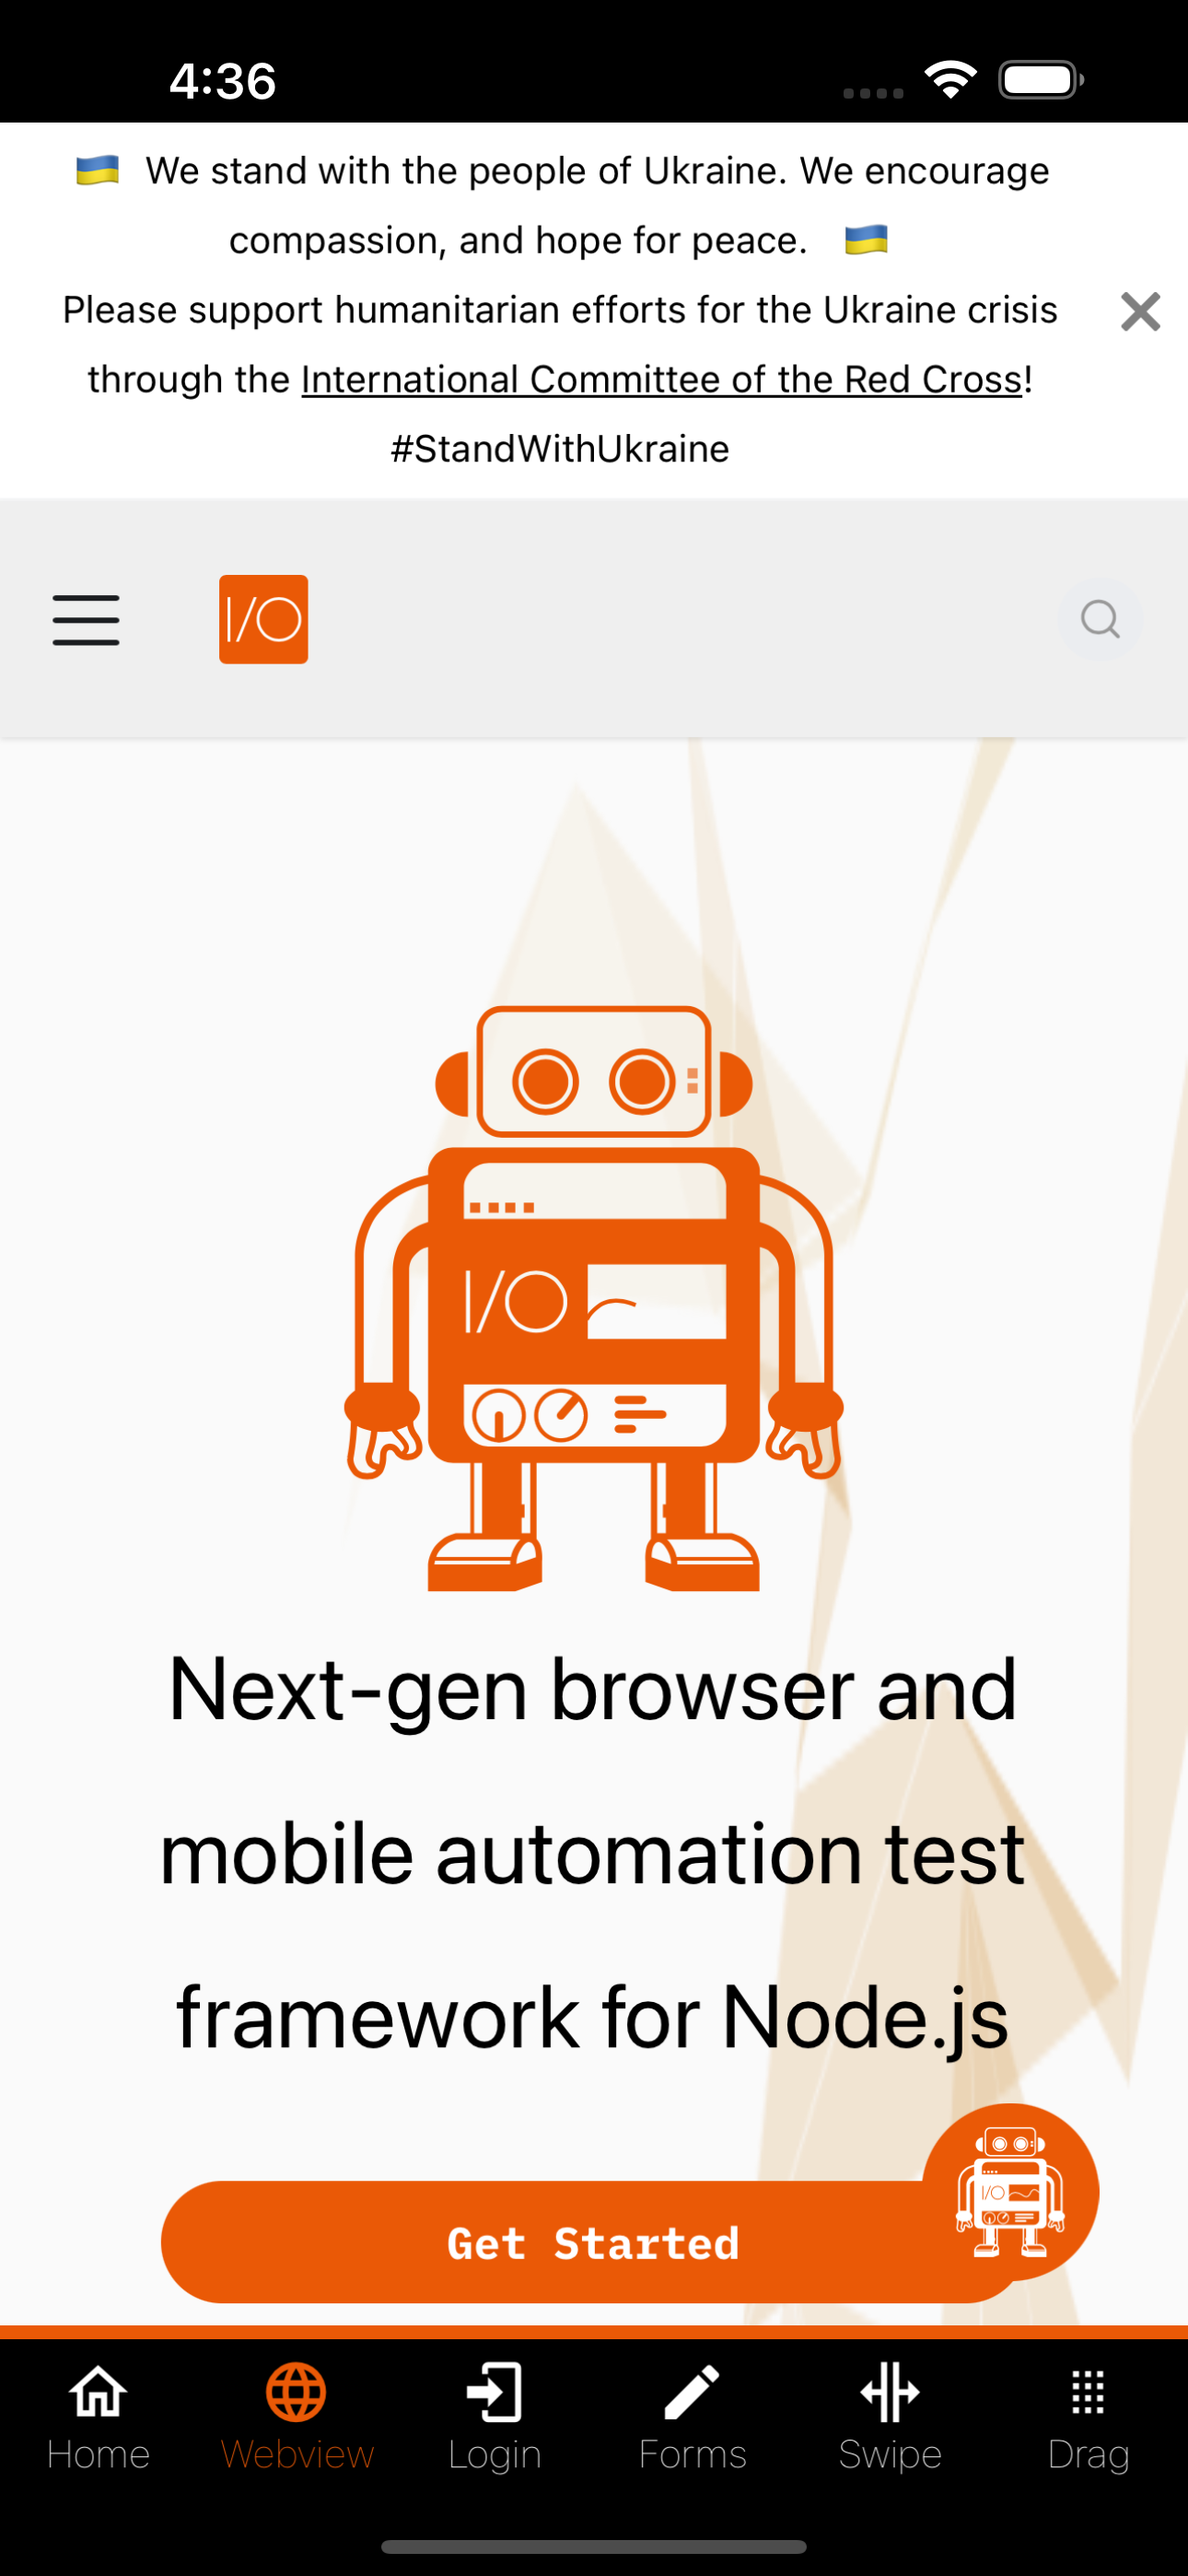 4:36
🇺🇦 We stand with the people of Ukraine. We encourage
compassion, and hope for peace. 🇺🇦
Please support humanitarian efforts for the Ukraine crisis
through the International Committee of the Red Cross!
#StandWithUkraine
I/O
I/O
Next-gen browser and
mobile automation test
framework for Node.js
I/O
Get Started
Home Webview Login Forms Swipe Drag